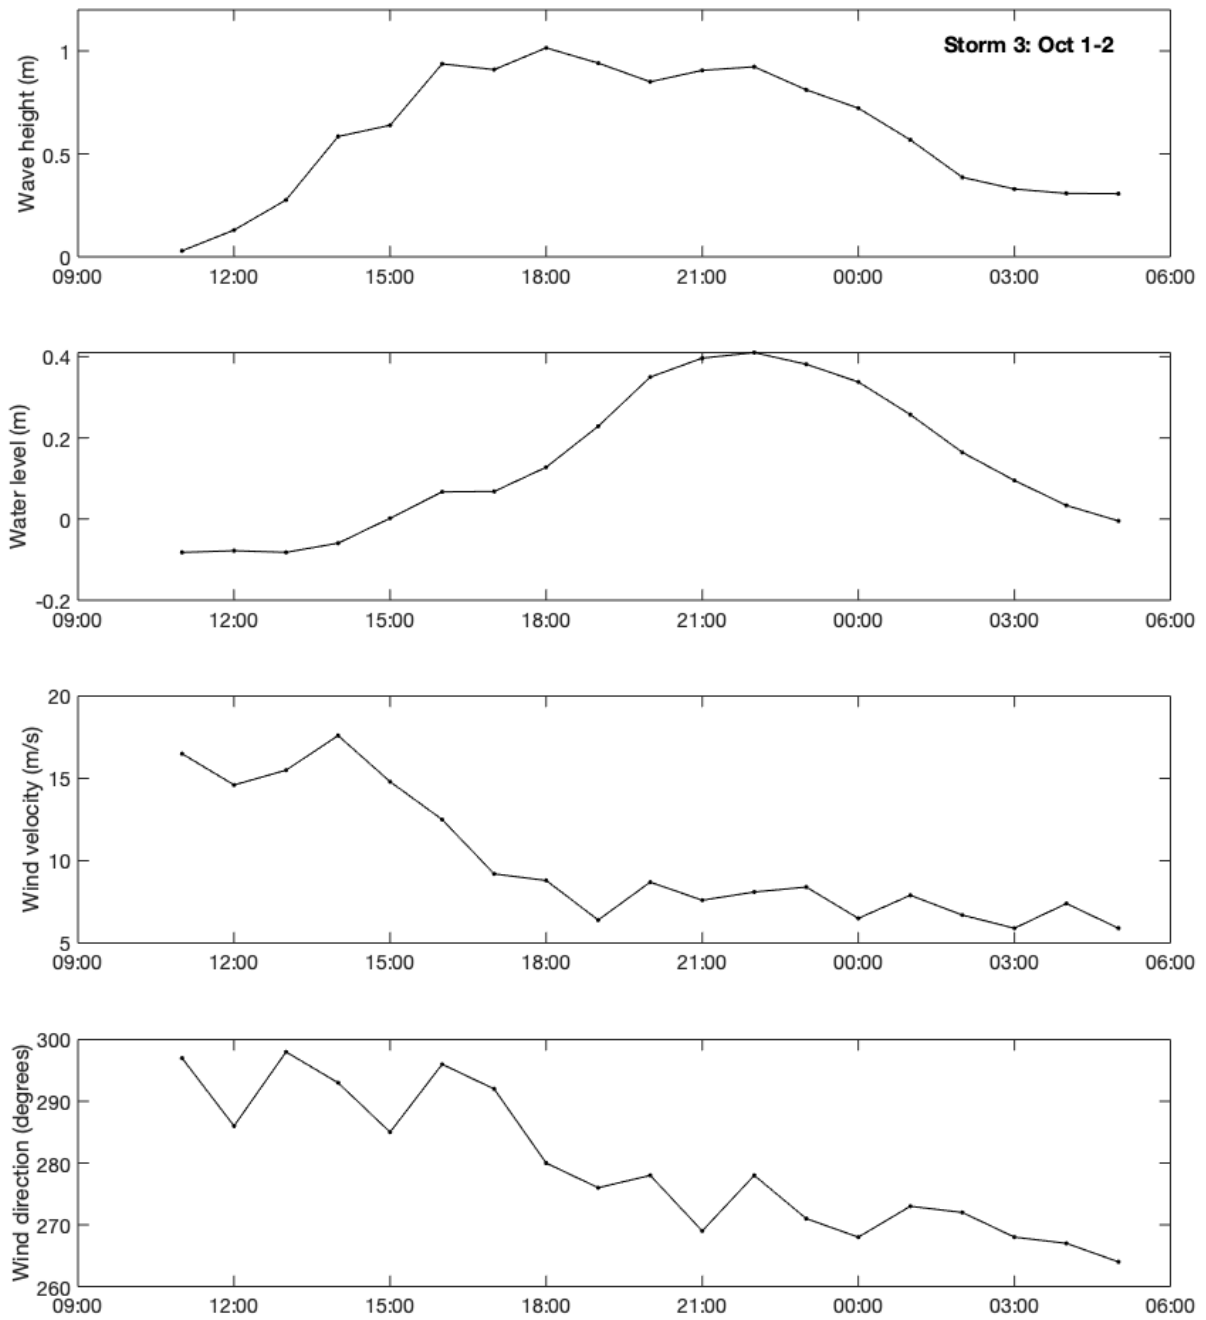 Storm 3: Oct 1-2
Wave height (m)
1
0.5
0
09:00 12:00 15:00 18:00 21:00 00:00 03:00 06:00
Water level (m)
0.4
0.2
0
-0.2
09:00 12:00 15:00 18:00 21:00 00:00 03:00 06:00
Wind velocity (m/s)
20
15
10
5
09:00 12:00 15:00 18:00 21:00 00:00 03:00 06:00
Wind direction (degrees)
300
290
280
270
260
09:00 12:00 15:00 18:00 21:00 00:00 03:00 06:00